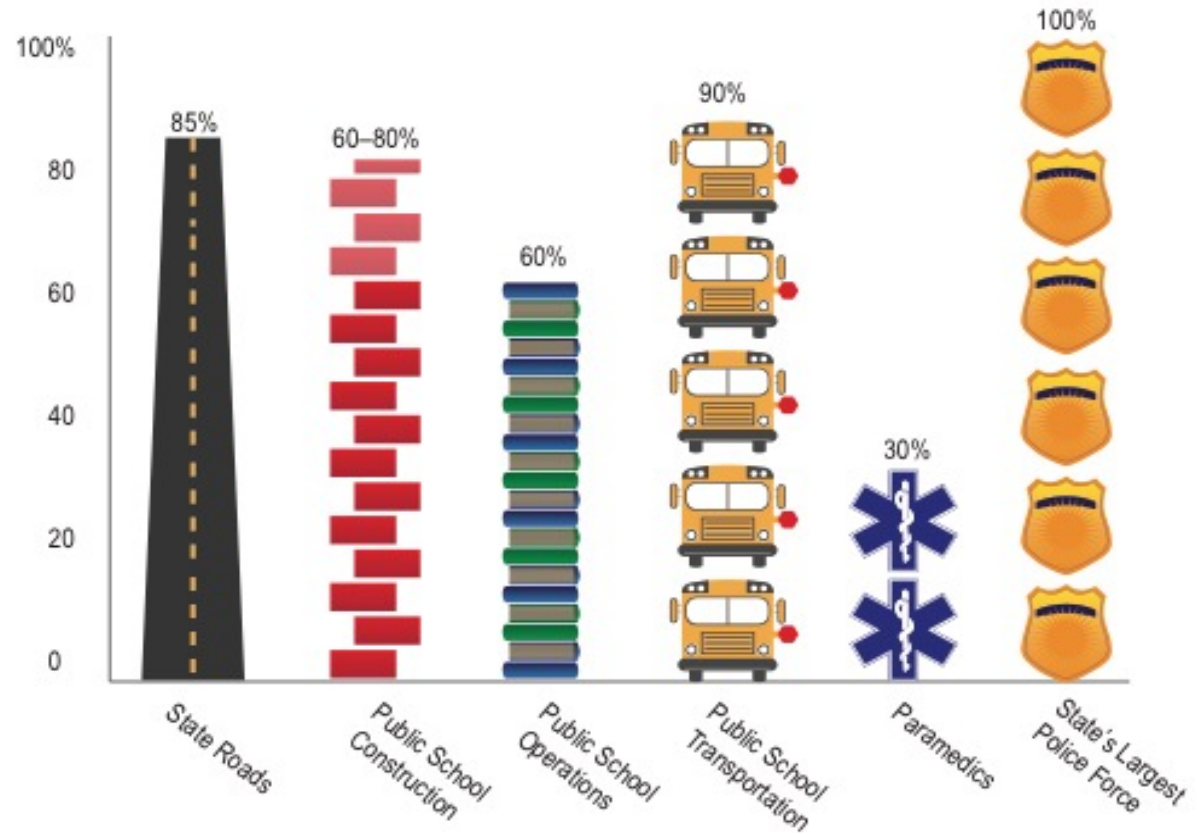 100%
80
60
40
20
0
85%
60–80%
60%
90%
30%
100%
State Roads
Public School
Construction
Public School
Operations
Public School
Transportation
Paramedics
State's Largest
Police Force